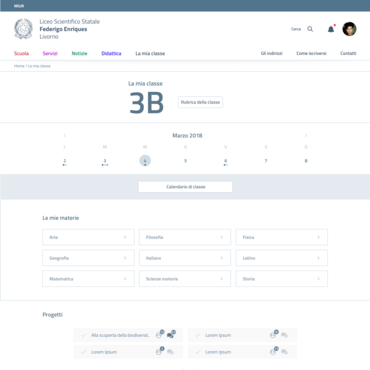 MIUR
Liceo Scientifico Statale
Federigo Enriques
Livorno
Cerca
Scuola Servizi Notizie Didattica La mia classe
Gli indirizzi Come iscriversi Contatti
Home / La mia classe
La mia classe
3B
Rubrica della classe
Marzo 2018
L M M G V S D
2 3 4 5 6 7 8
Calendario di classe
La mie materie
Arte Filosofia Fisica
Geografia Italiano Latino
Matematica Scienze motorie Storia
Progetti
Alla scoperta della biodiversit.. Lorem ipsum
Lorem ipsum Lorem ipsum